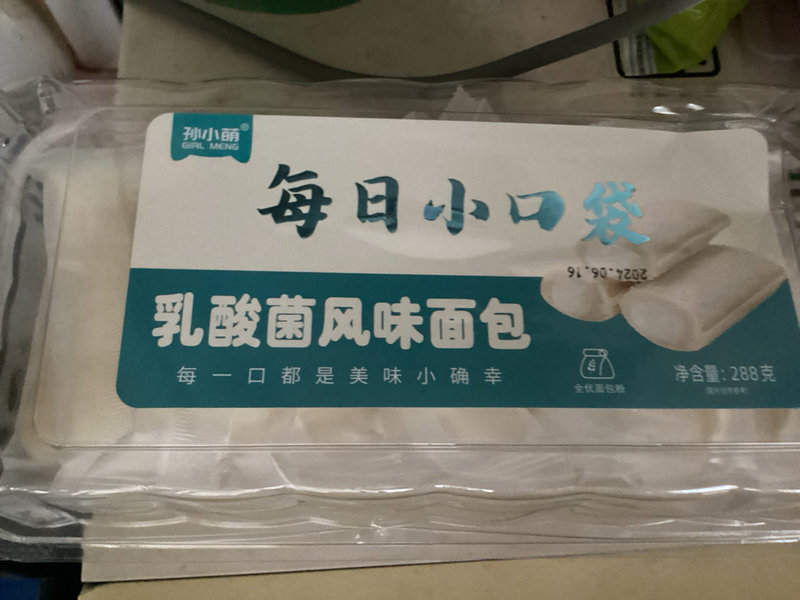 孙小萌®
GIRL MENG
每日小口袋
2024.06.16
乳酸菌风味面包
每一口都是美味小确幸
全优面包粉
净含量:288克